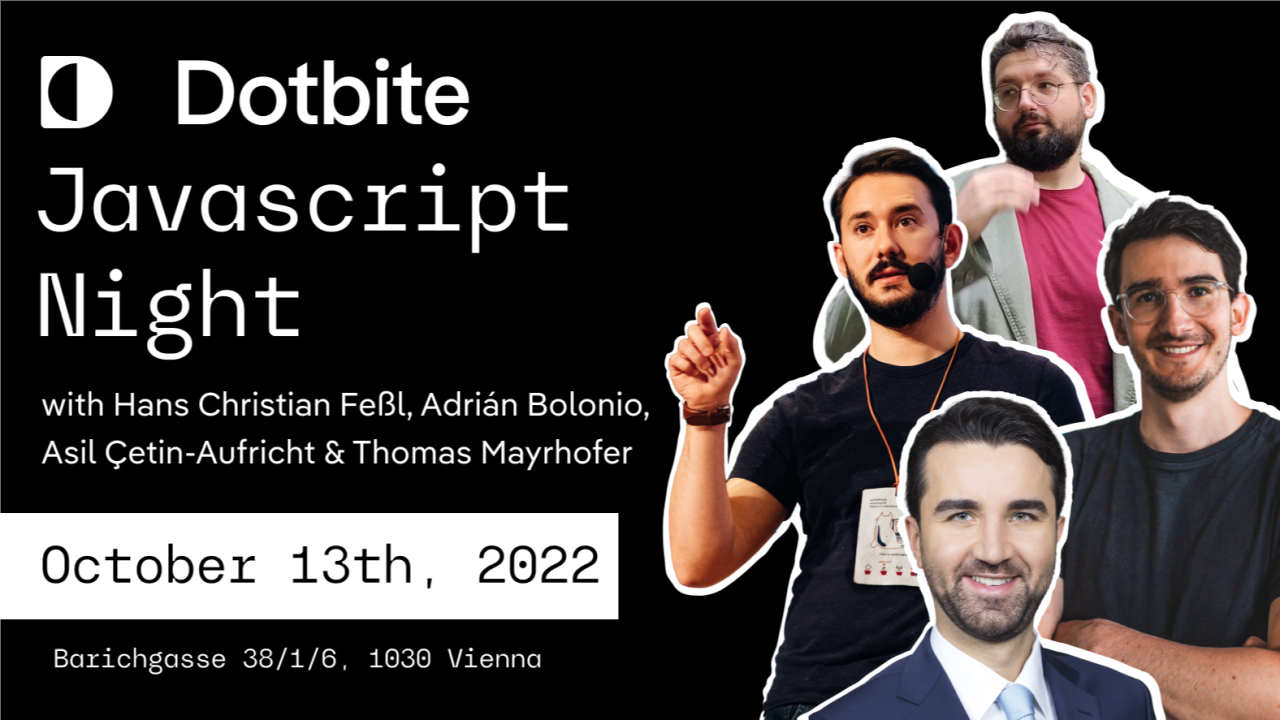 Dotbite
Javascript
Night
with Hans Christian Feßl, Adrián Bolonio,
Asil Çetin-Aufricht & Thomas Mayrhofer
October 13th, 2022
Barichgasse 38/1/6, 1030 Vienna